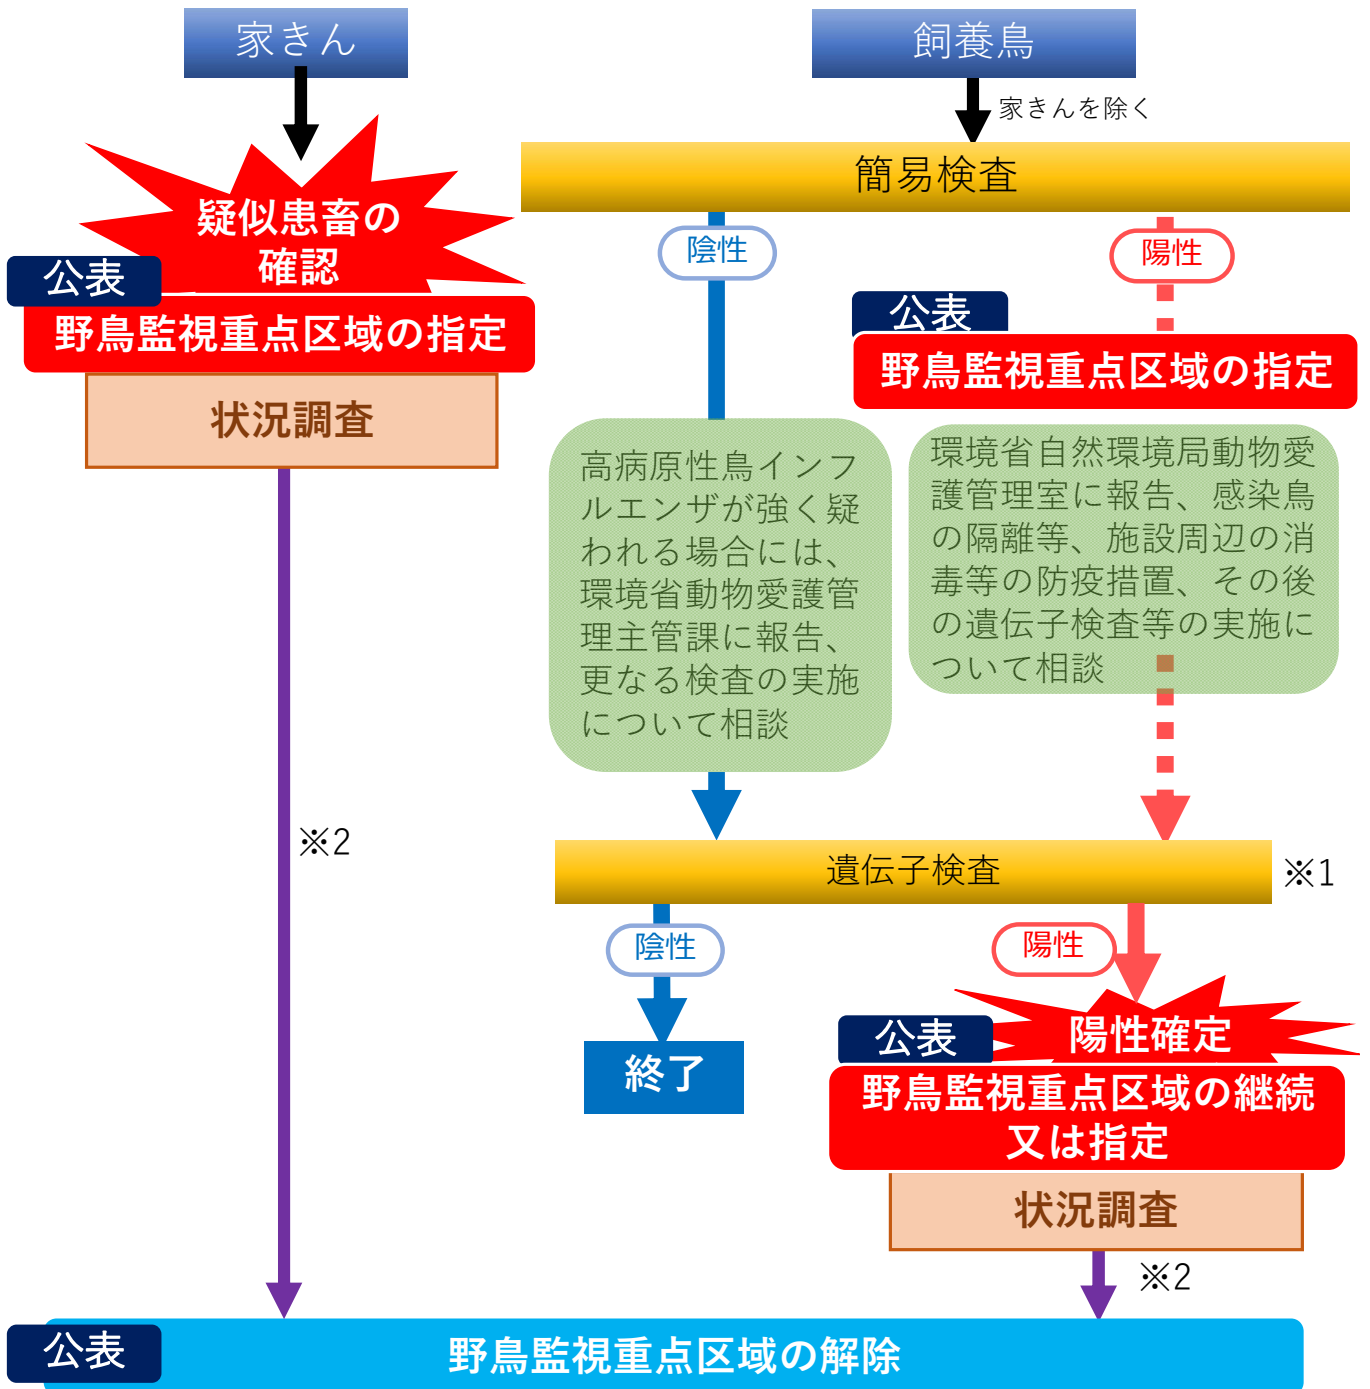 家きん
飼養鳥
家きんを除く
疑似患畜の
確認
公表
野鳥監視重点区域の指定
状況調査
※2
簡易検査
陰性
陽性
公表
野鳥監視重点区域の指定
高病原性鳥インフ
ルエンザが強く疑
われる場合には、
環境省動物愛護管
理主管課に報告、
更なる検査の実施
について相談
環境省自然環境局動物愛
護管理室に報告、感染鳥
の隔離等、施設周辺の消
毒等の防疫措置、その後
の遺伝子検査等の実施に
ついて相談
遺伝子検査
※1
陰性
陽性
終了
陽性確定
公表
野鳥監視重点区域の継続
又は指定
状況調査
※2
公表
野鳥監視重点区域の解除